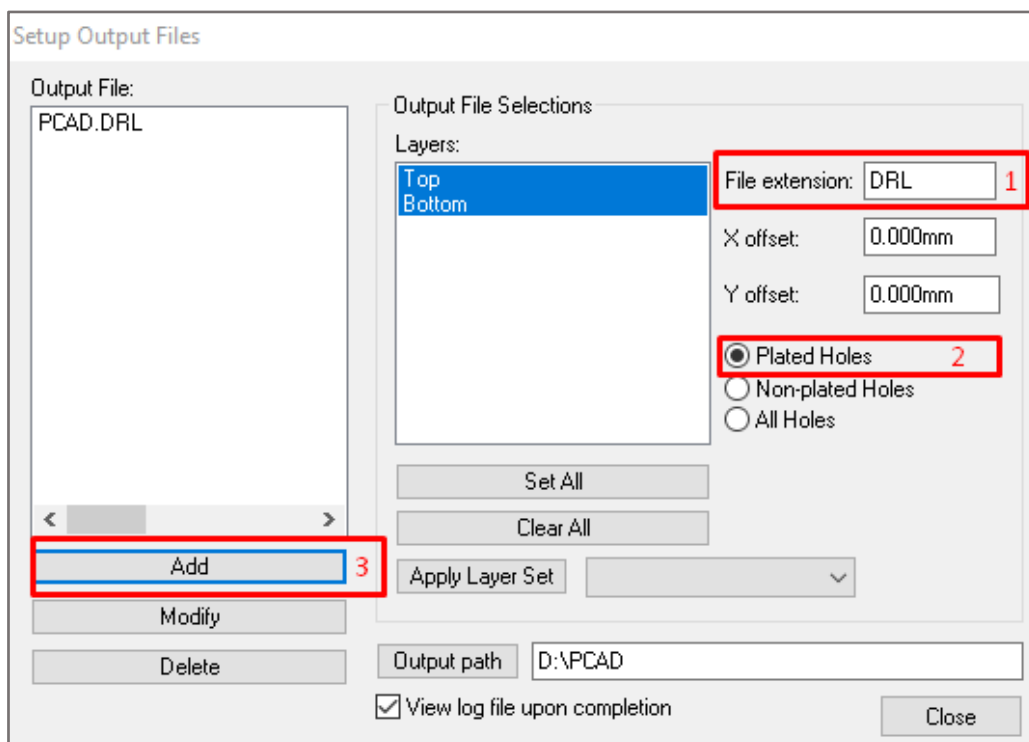 Setup Output Files
Output File:
PCAD.DRL
Output File Selections
Layers:
Top
Bottom
File extension: DRL 1
X offset: 0.000mm
Y offset: 0.000mm
Plated Holes 2
Non-plated Holes
All Holes
Set All
Clear All
Add 3
Apply Layer Set
Modify
Delete
Output path D:\PCAD
View log file upon completion
Close